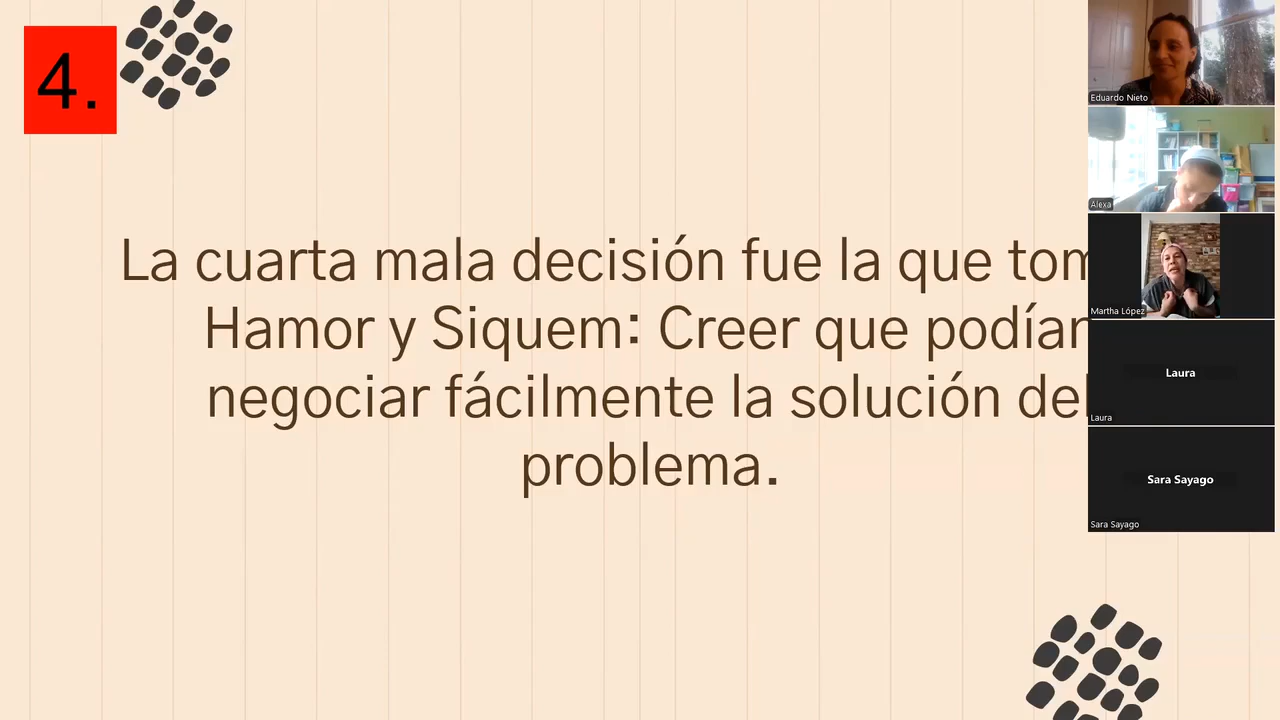 4.
La cuarta mala decisión fue la que tom
Hamor y Siquem: Creer que podían
negociar fácilmente la solución del
problema.
Eduardo Nieto
Alexa
Martha López
Laura
Laura
Sara Sayago
Sara Sayago